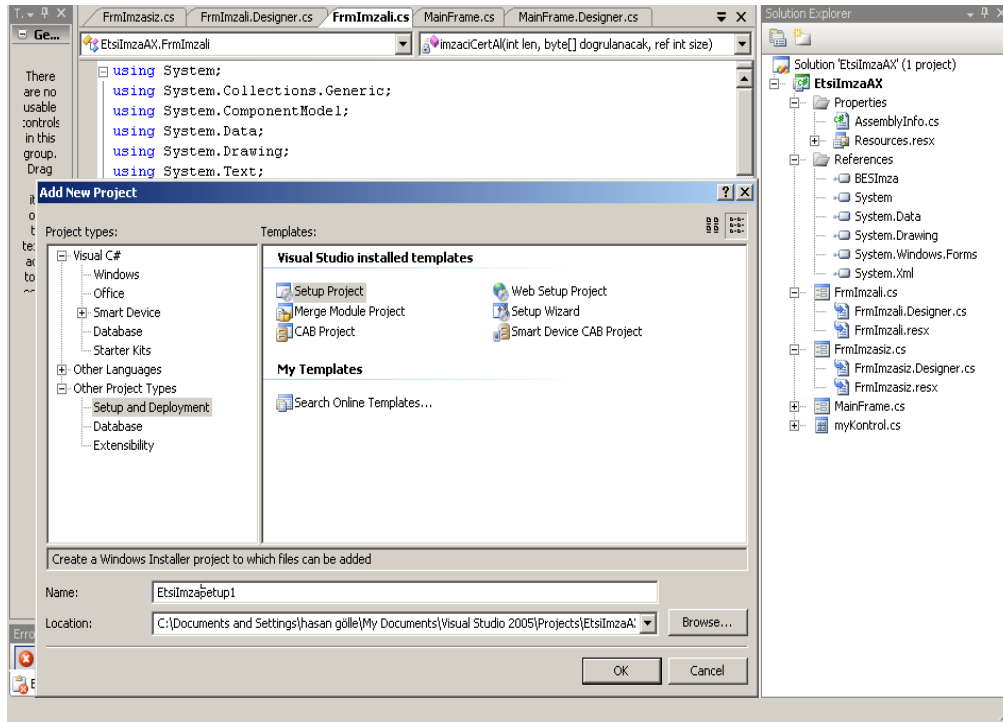 T..
Ge...
There
are no
usable
controls
in this
group.
Drag
FrmImzasiz.cs
FrmImzali.Designer.cs
FrmImzali.cs
MainFrame.cs
MainFrame.Designer.cs
EtsiImzaAX.FrmImzali
imzaciCertAl(int len, byte[] dogrulanacak, ref int size)
using System;
using System.Collections.Generic;
using System.ComponentModel;
using System.Data;
using System.Drawing;
using System.Text;
Add New Project
Project types:
Visual C#
Windows
Office
Smart Device
Database
Starter Kits
Other Languages
Other Project Types
Setup and Deployment
Database
Extensibility
Templates:
Visual Studio installed templates
Setup Project
Web Setup Project
Merge Module Project
Setup Wizard
CAB Project
Smart Device CAB Project
My Templates
Search Online Templates...
Create a Windows Installer project to which files can be added
Name:
EtsiImzaSetup1
Location:
C:\Documents and Settings\hasan gölle\My Documents\Visual Studio 2005\Projects\EtsiImzaA
Browse...
OK
Cancel
Erro
Solution Explorer
Solution 'EtsiImzaAX' (1 project)
EtsiImzaAX
Properties
AssemblyInfo.cs
Resources.resx
References
BESImza
System
System.Data
System.Drawing
System.Windows.Forms
System.Xml
FrmImzali.cs
FrmImzali.Designer.cs
FrmImzali.resx
FrmImzasiz.cs
FrmImzasiz.Designer.cs
FrmImzasiz.resx
MainFrame.cs
myKontrol.cs